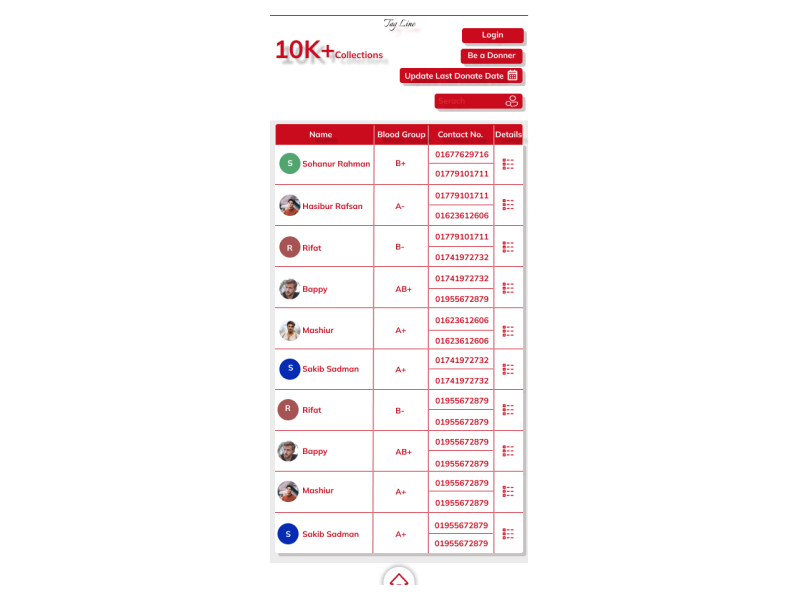 Tag Line
Login
10K+Collections
Be a Donner
Update Last Donate Date
Search
Name Blood Group Contact No. Details
S Sohanur Rahman B+ 01677629716
01779101711
Hasibur Rafsan A- 01779101711
01623612606
R Rifat B- 01779101711
01741972732
Bappy AB+ 01741972732
01955672879
Mashiur A+ 01623612606
01623612606
S Sakib Sadman A+ 01741972732
01741972732
R Rifat B- 01955672879
01955672879
Bappy AB+ 01955672879
01955672879
Mashiur A+ 01955672879
01955672879
S Sakib Sadman A+ 01955672879
01955672879